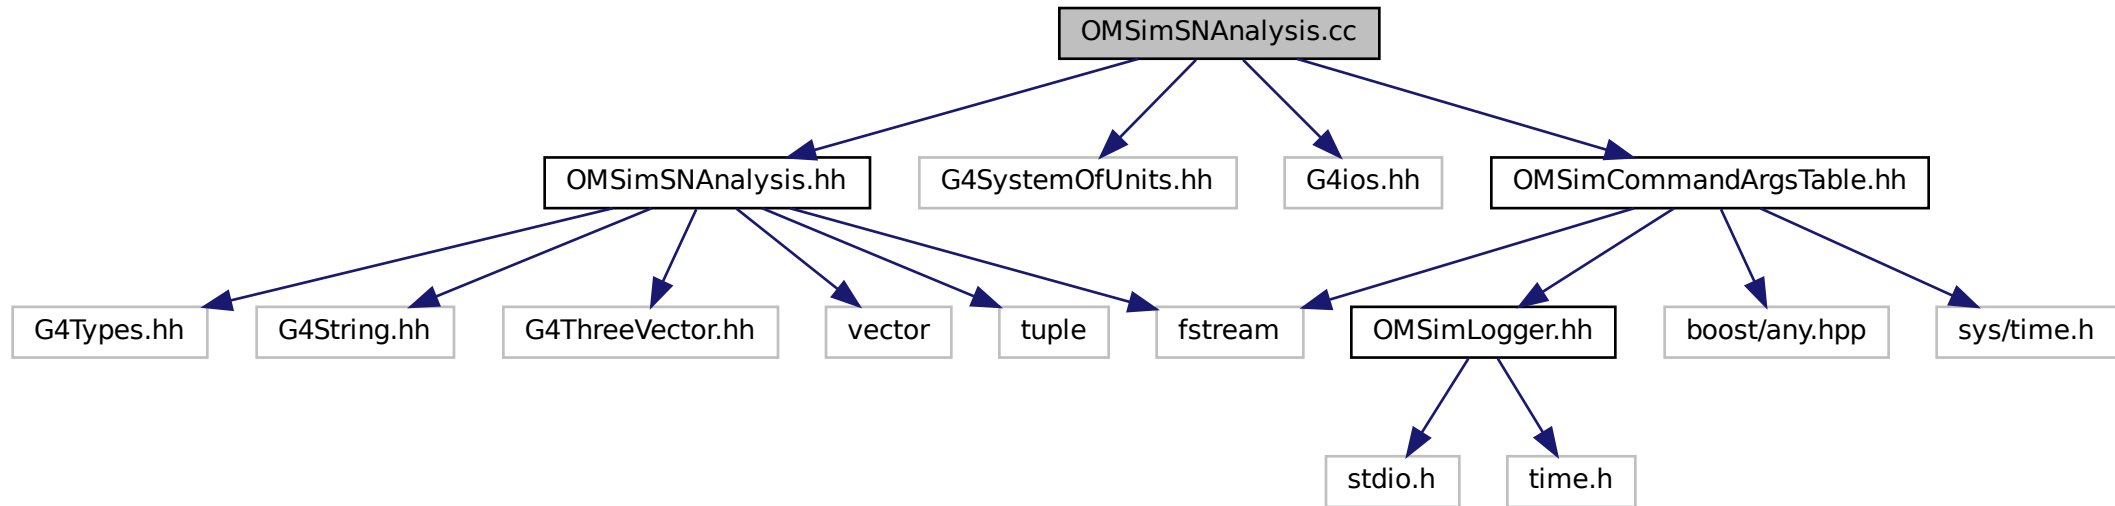 OMSimSNAnalysis.cc
OMSimSNAnalysis.hh
G4SystemOfUnits.hh
G4ios.hh
OMSimCommandArgsTable.hh
G4Types.hh
G4String.hh
G4ThreeVector.hh
vector
tuple
fstream
OMSimLogger.hh
boost/any.hpp
sys/time.h
stdio.h
time.h